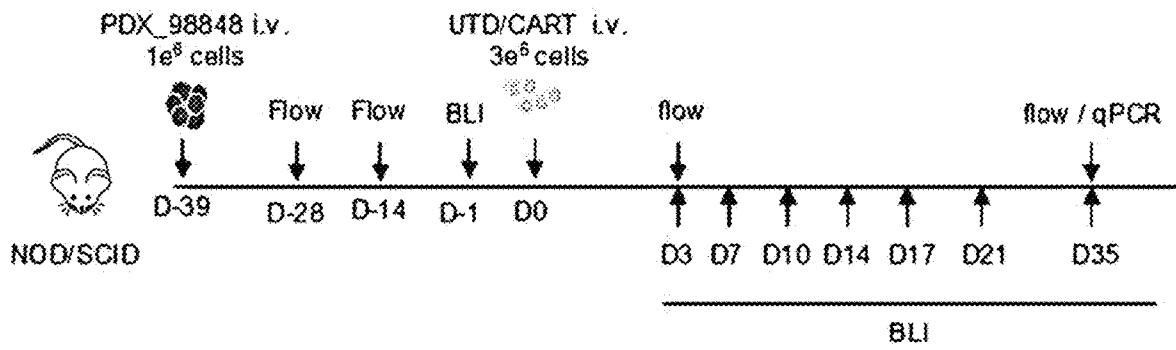 PDX_98848 i.v.
1e⁶ cells
UTD/CART i.v.
3e⁶ cells
Flow Flow BLI flow flow / qPCR
D-39 D-28 D-14 D-1 D0
NOD/SCID
D3 D7 D10 D14 D17 D21 D35
BLI